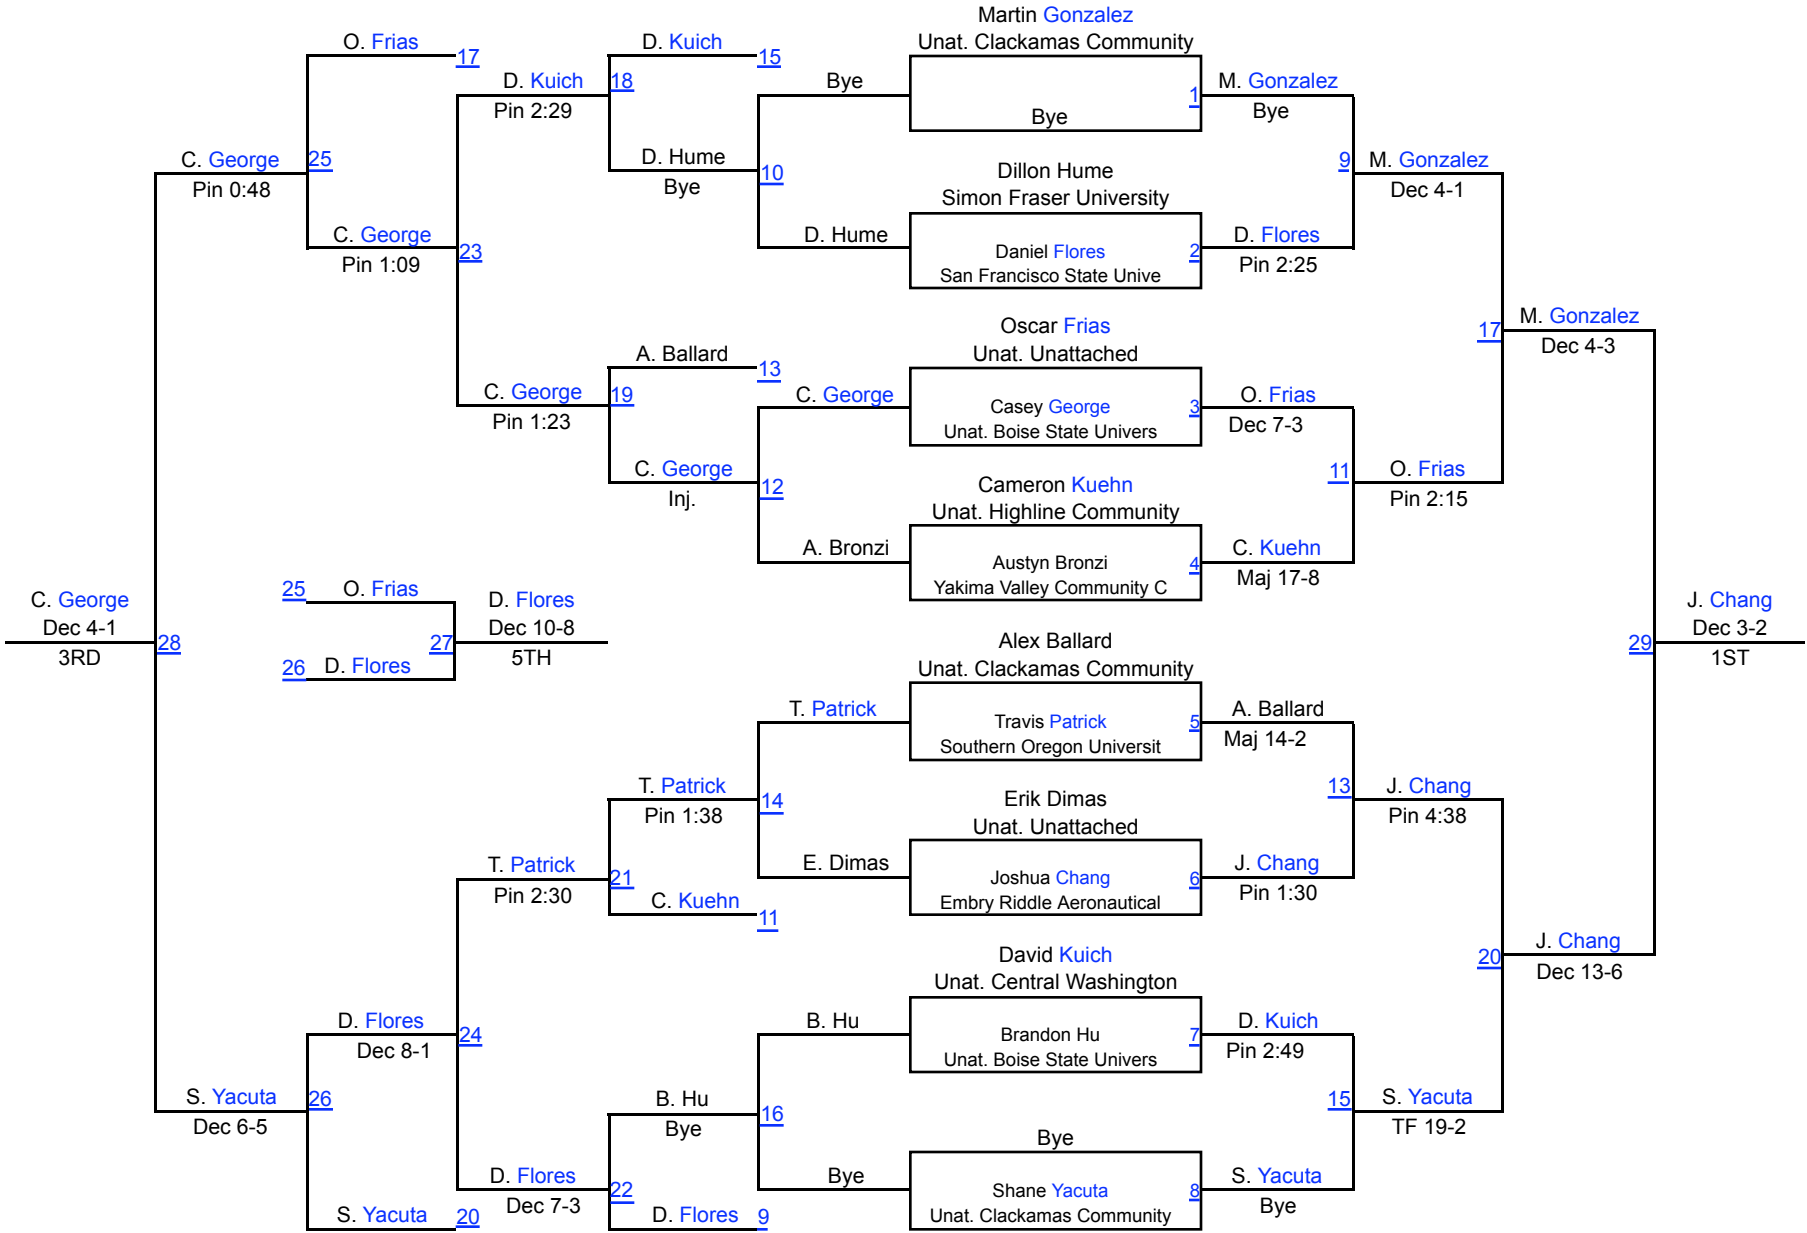 Martin Gonzalez
O. Frias
D. Kuich
Unat. Clackamas Community
17
15
D. Kuich
18
Bye
M. Gonzalez
1
Pin 2:29
Bye
Bye
D. Hume
C. George
25
9
M. Gonzalez
Dillon Hume
10
Bye
Pin 0:48
Dec 4-1
Simon Fraser University
C. George
D. Hume
D. Flores
23
Daniel Flores
2
Pin 1:09
Pin 2:25
San Francisco State Unive
M. Gonzalez
Oscar Frias
17
Dec 4-3
A. Ballard
Unat. Unattached
13
C. George
19
C. George
O. Frias
Casey George
3
Pin 1:23
Dec 7-3
Unat. Boise State Univers
C. George
11
O. Frias
12
Cameron Kuehn
Inj.
Pin 2:15
Unat. Highline Community
A. Bronzi
C. Kuehn
Austyn Bronzi
4
Maj 17-8
25
O. Frias
Yakima Valley Community C
C. George
D. Flores
J. Chang
Dec 4-1
Dec 10-8
Dec 3-2
28
27
Alex Ballard
29
3RD
5TH
1ST
26
D. Flores
Unat. Clackamas Community
T. Patrick
A. Ballard
Travis Patrick
5
Maj 14-2
Southern Oregon Universit
T. Patrick
13
J. Chang
14
Erik Dimas
Pin 1:38
Pin 4:38
Unat. Unattached
T. Patrick
E. Dimas
J. Chang
21
Joshua Chang
6
Pin 2:30
Pin 1:30
C. Kuehn
Embry Riddle Aeronautical
11
J. Chang
David Kuich
20
Dec 13-6
Unat. Central Washington
D. Flores
B. Hu
D. Kuich
24
Brandon Hu
7
Dec 8-1
Pin 2:49
Unat. Boise State Univers
S. Yacuta
26
B. Hu
15
S. Yacuta
16
Dec 6-5
Bye
TF 19-2
Bye
D. Flores
Bye
S. Yacuta
22
Shane Yacuta
8
Dec 7-3
Bye
S. Yacuta
20
D. Flores
9
Unat. Clackamas Community